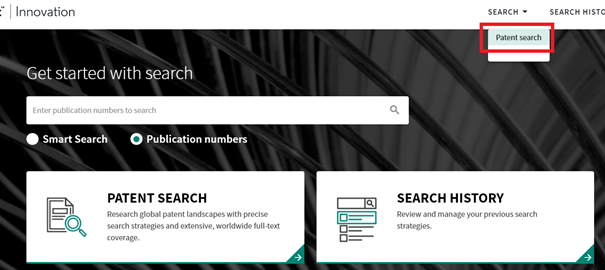 Innovation
SEARCH
SEARCH HISTO
Patent search
Get started with search
Enter publication numbers to search
Smart Search
Publication numbers
PATENT SEARCH
Research global patent landscapes with precise
search strategies and extensive, worldwide full-text
coverage.
SEARCH HISTORY
Review and manage your previous search
strategies.